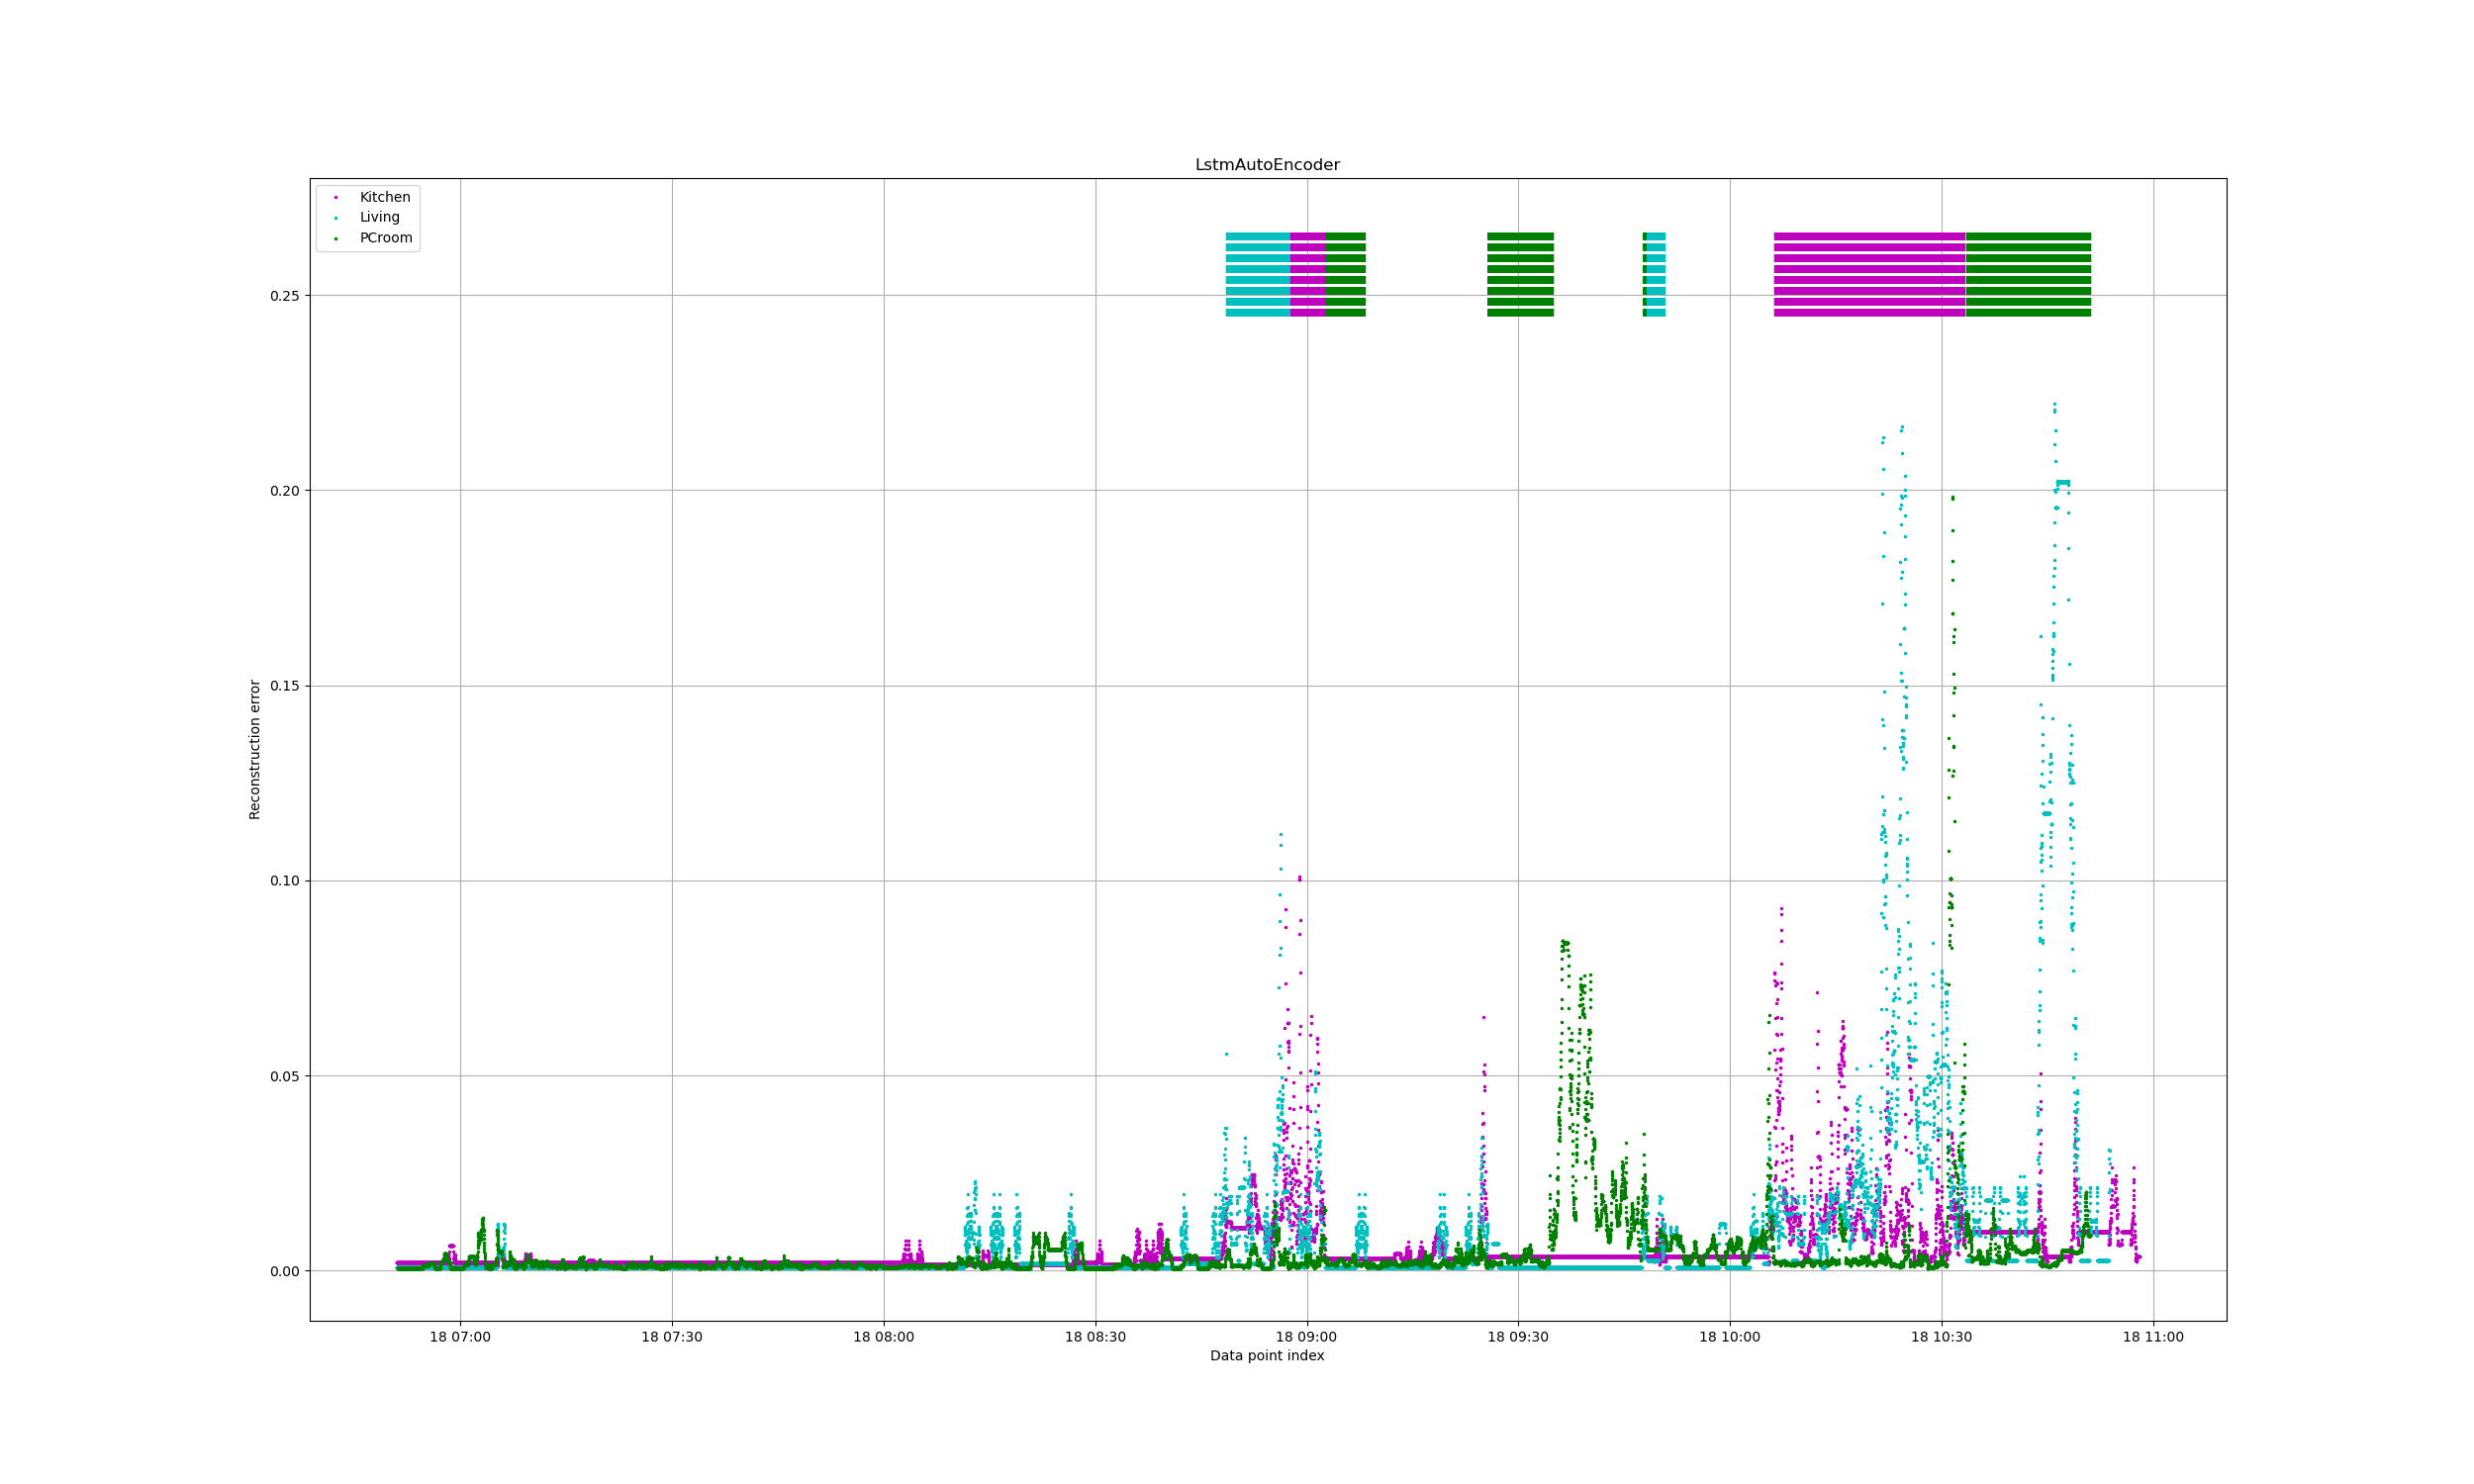 LstmAutoEncoder
Kitchen
Living
PCroom
0.25
0.20
0.15
0.10
0.05
0.00
Reconstruction error
18 07:00 18 07:30 18 08:00 18 08:30 18 09:00 18 09:30 18 10:00 18 10:30 18 11:00
Data point index